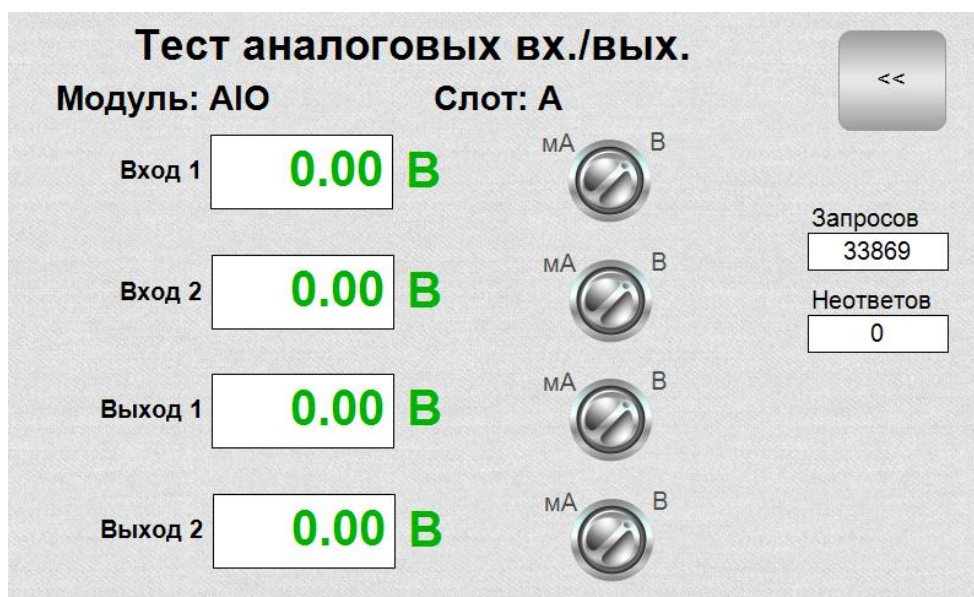 Тест аналоговых вх./вых.
<<
Модуль: AIO
Слот: A
Вход 1
0.00 В
мА
В
Запросов
33869
Вход 2
0.00 В
мА
В
Неответов
0
Выход 1
0.00 В
мА
В
Выход 2
0.00 В
мА
В